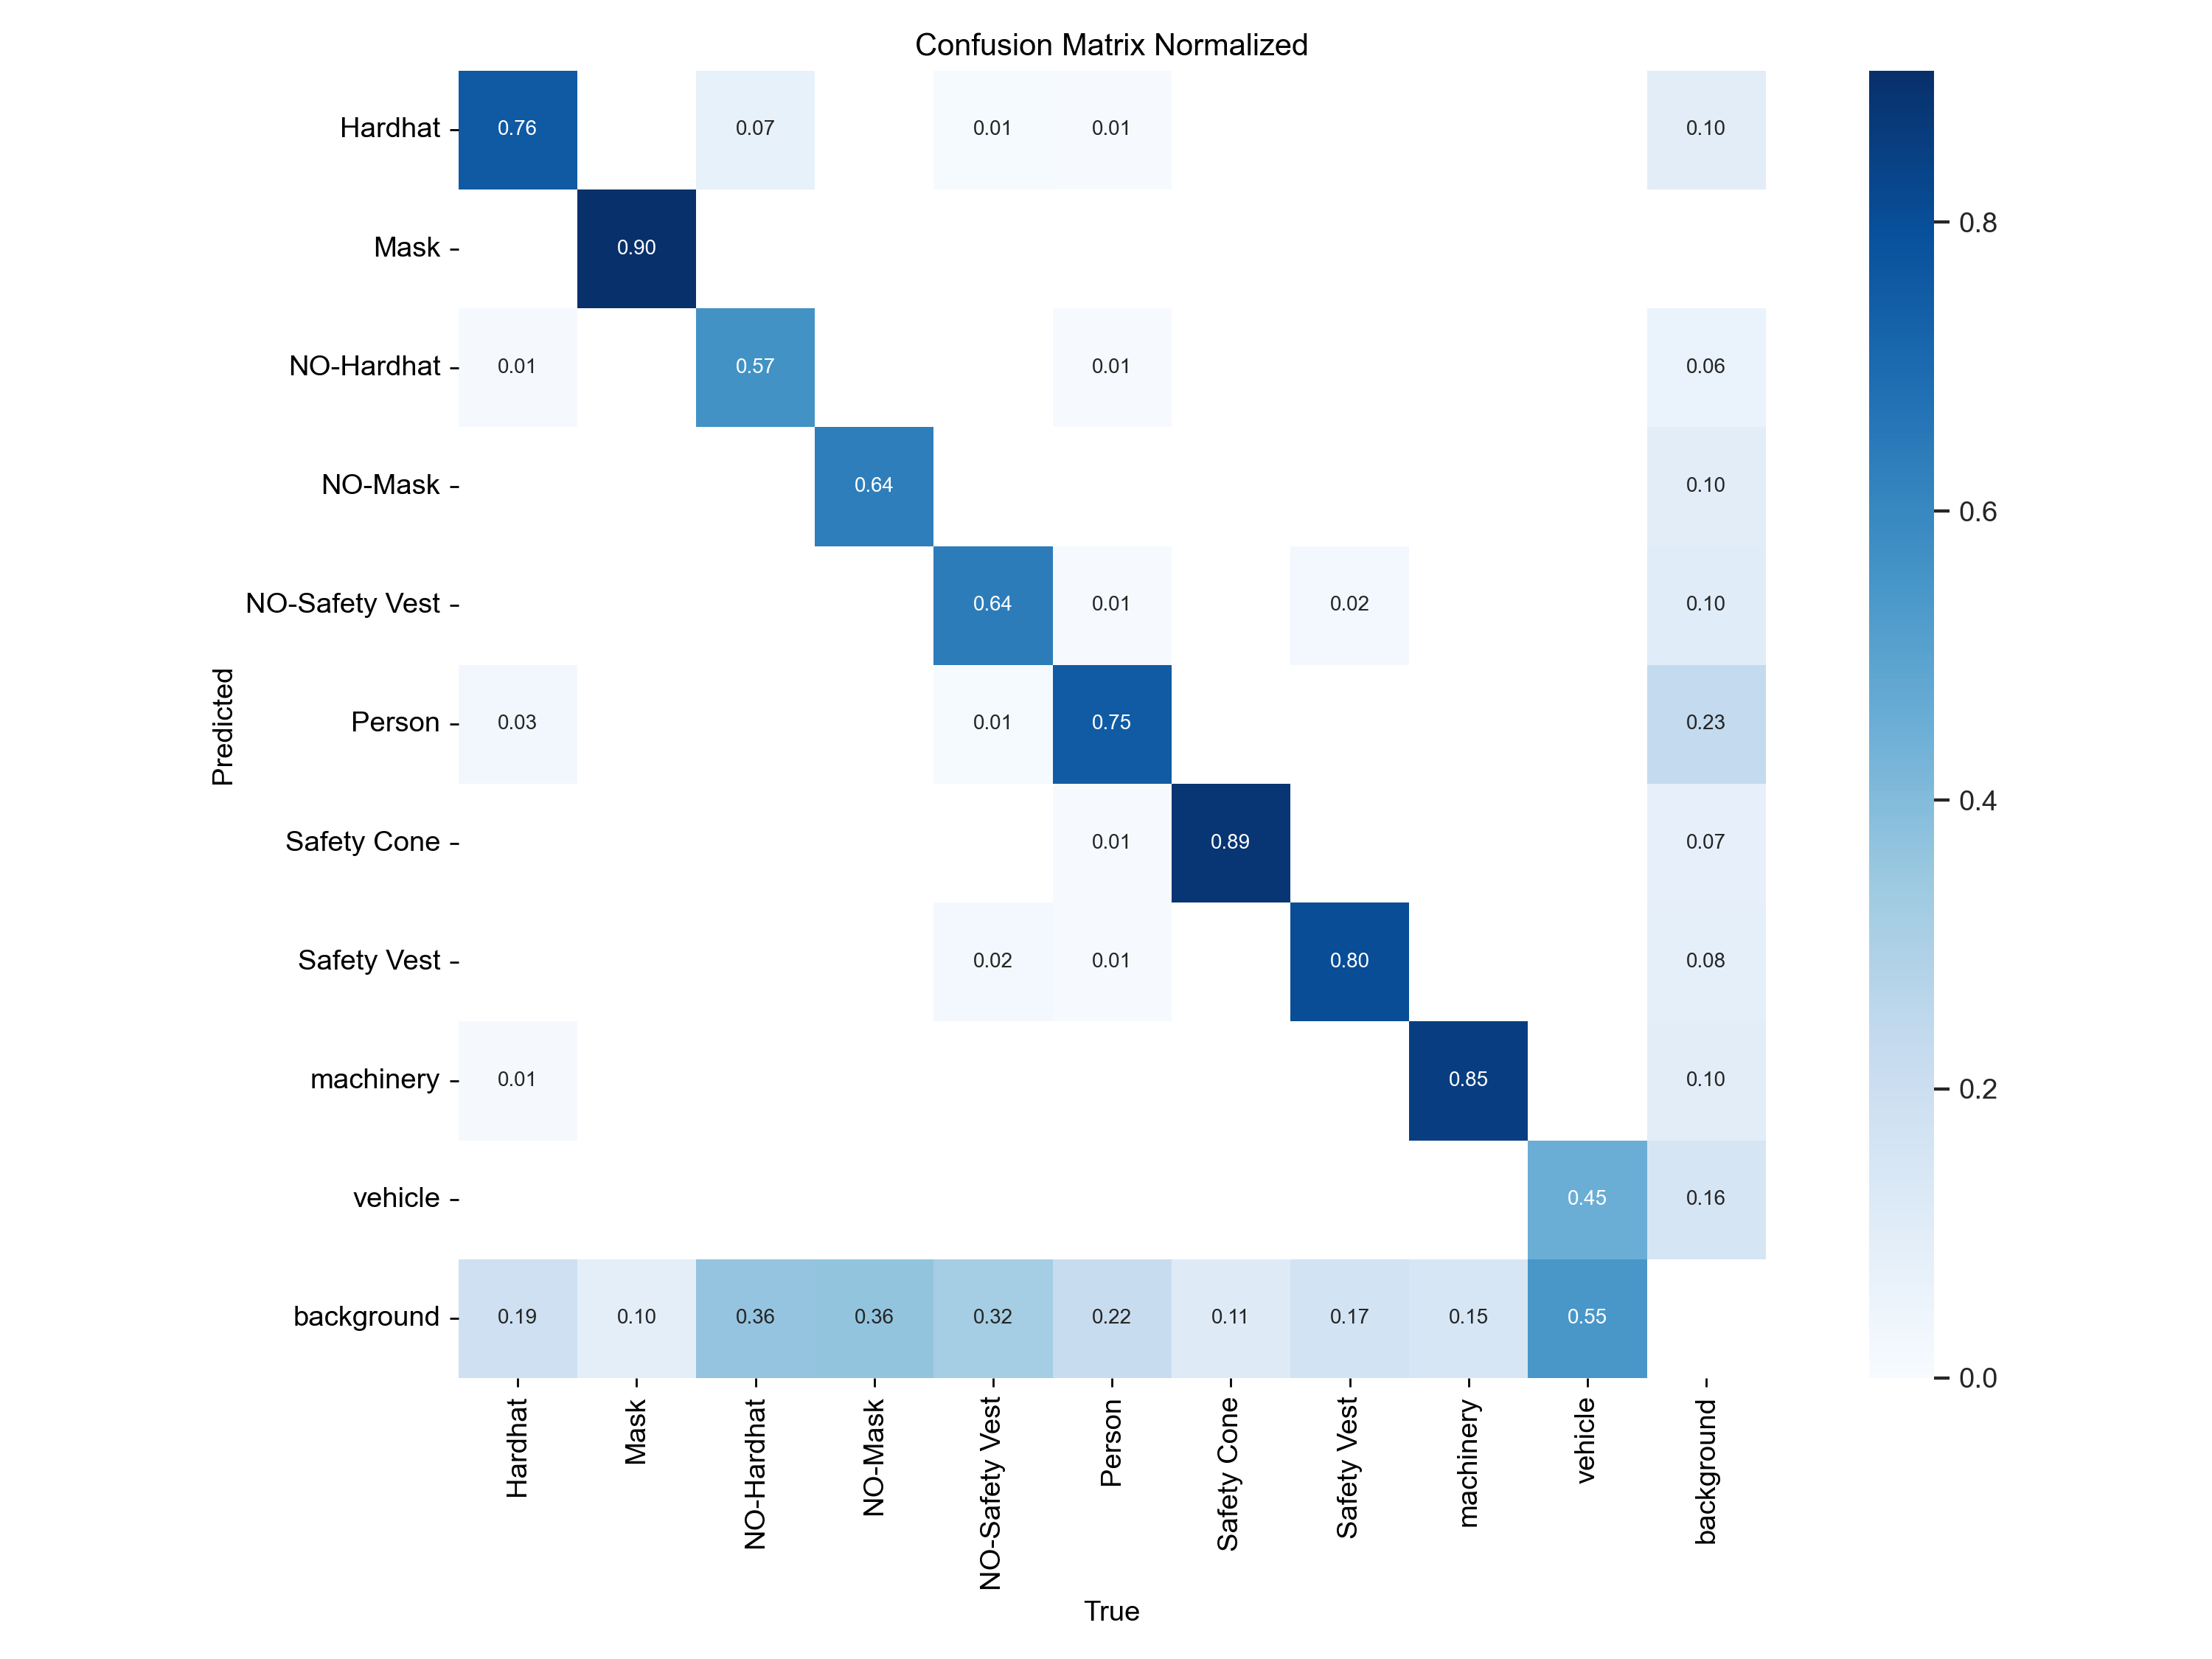 Confusion Matrix Normalized
Hardhat 0.76 0.07 0.01 0.01 0.10
Mask 0.90
NO-Hardhat 0.01 0.57 0.01 0.06
NO-Mask 0.64 0.10
NO-Safety Vest 0.64 0.01 0.02 0.10
Person 0.03 0.01 0.75 0.23
Safety Cone 0.01 0.89 0.07
Safety Vest 0.02 0.01 0.80 0.08
machinery 0.01 0.85 0.10
vehicle 0.45 0.16
background 0.19 0.10 0.36 0.36 0.32 0.22 0.11 0.17 0.15 0.55
Predicted
Hardhat
Mask
NO-Hardhat
NO-Mask
NO-Safety Vest
Person
Safety Cone
Safety Vest
machinery
vehicle
background
True
0.8
0.6
0.4
0.2
0.0